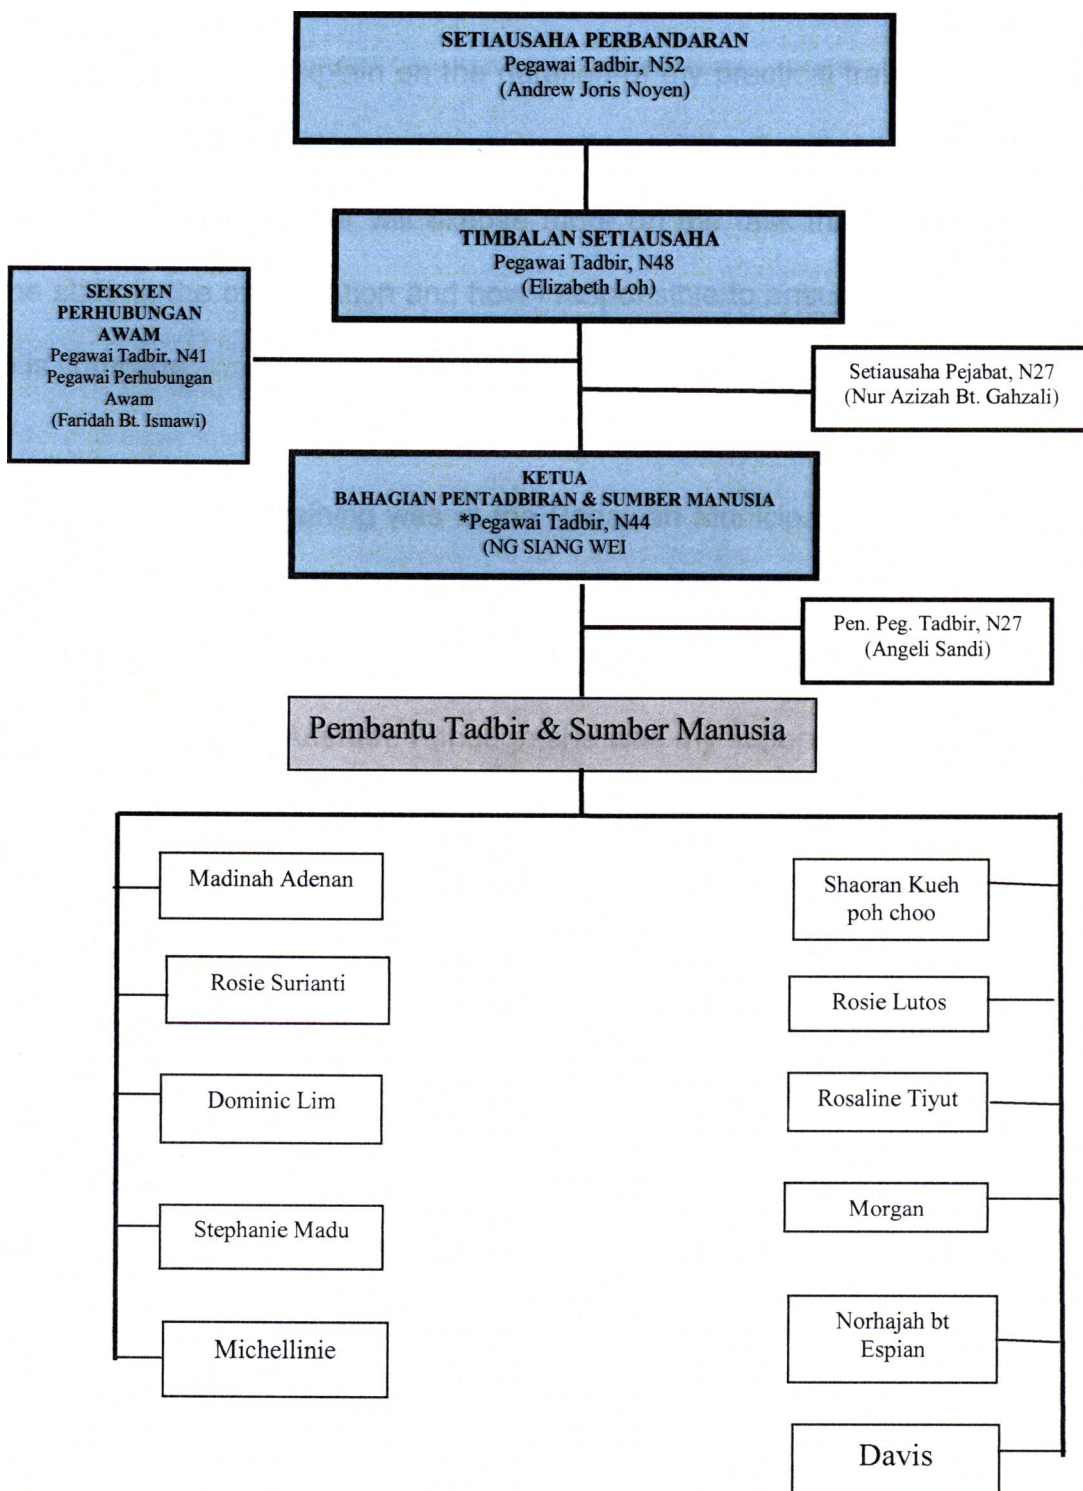 SETIAUSAHA PERBANDARAN
Pegawai Tadbir, N52
(Andrew Joris Noyen)
TIMBALAN SETIAUSAHA
Pegawai Tadbir, N48
(Elizabeth Loh)
SEKSYEN
PERHUBUNGAN
AWAM
Pegawai Tadbir, N41
Pegawai Perhubungan
Awam
(Faridah Bt. Ismawi)
Setiausaha Pejabat, N27
(Nur Azizah Bt. Gahzali)
KETUA
BAHAGIAN PENTADBIRAN & SUMBER MANUSIA
*Pegawai Tadbir, N44
(NG SIANG WEI
Pen. Peg. Tadbir, N27
(Angeli Sandi)
Pembantu Tadbir & Sumber Manusia
Madinah Adenan
Rosie Surianti
Dominic Lim
Stephanie Madu
Michellinie
Shaoran Kueh
poh choo
Rosie Lutos
Rosaline Tiyut
Morgan
Norhajah bt
Espian
Davis